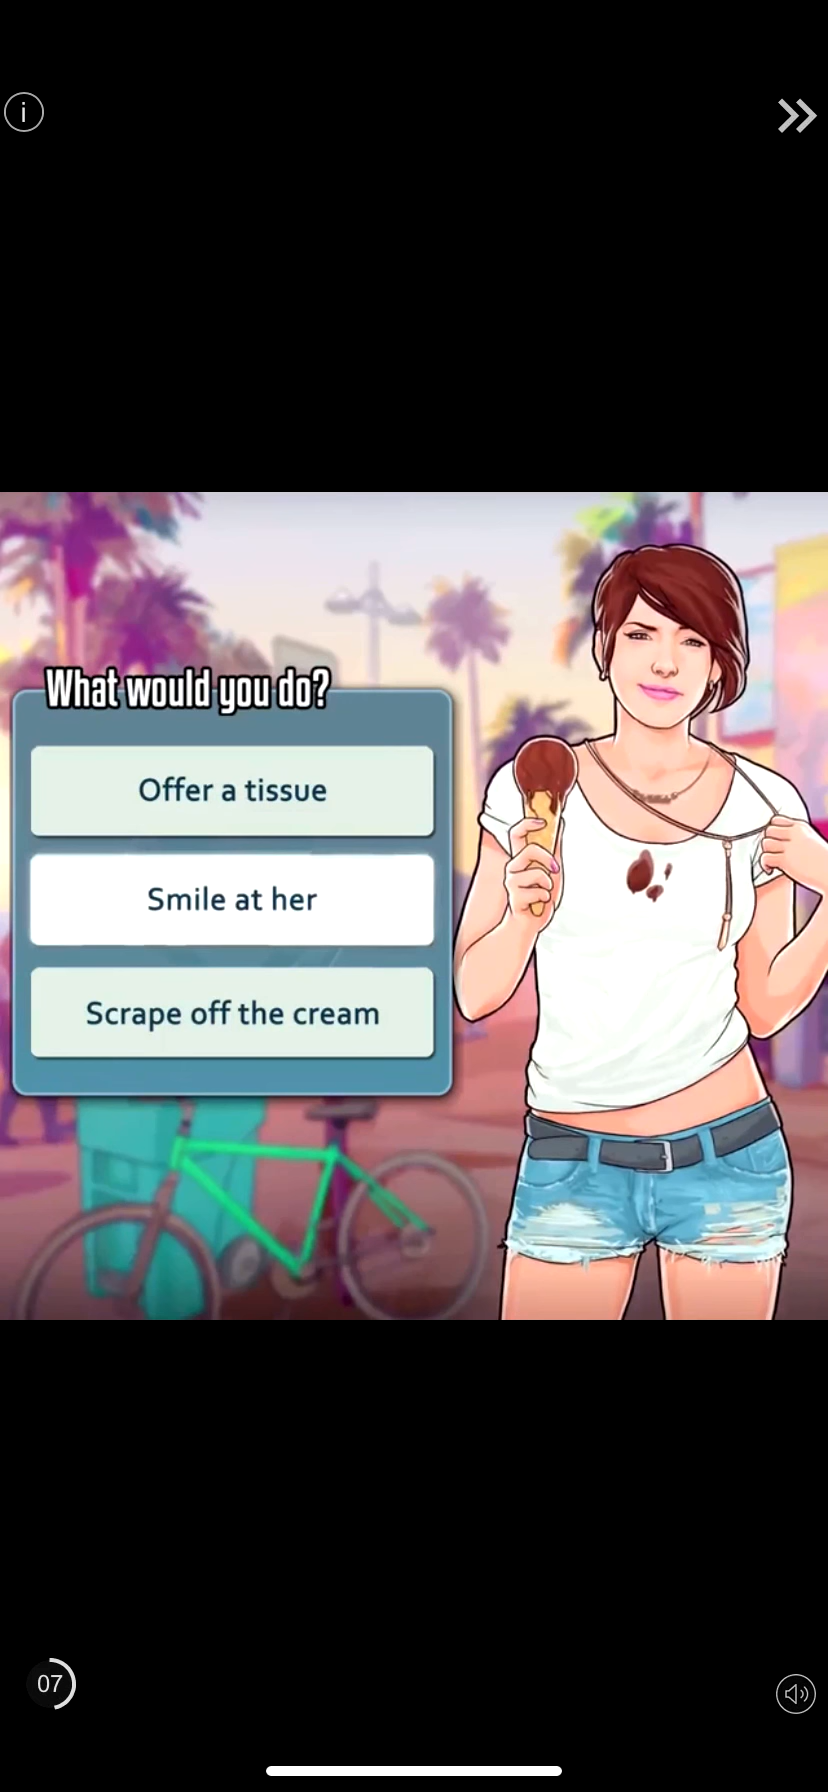 i
What would you do?
Offer a tissue
Smile at her
Scrape off the cream
07